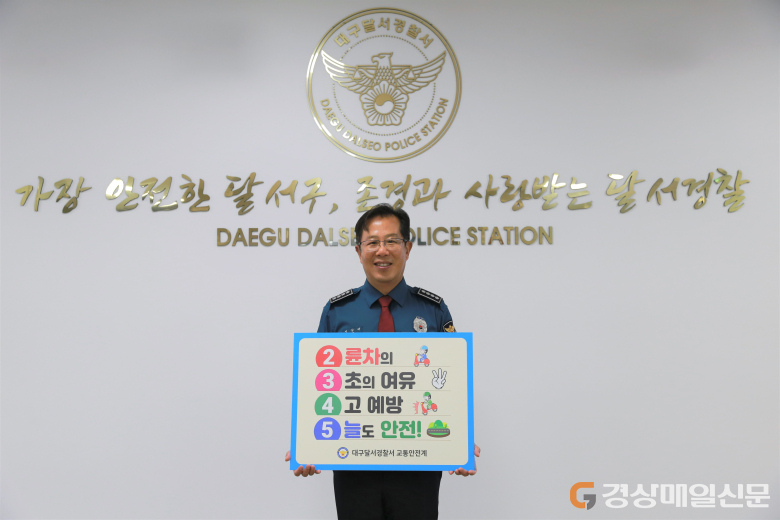 대구달서경찰서
DAEGU DALSEO POLICE STATION
가장 안전한 달서구, 존경과 사랑받는 달서경찰
DAEGU DALSEO POLICE STATION
2 륜차의
3 초의 여유
4 고 예방
5 늘도 안전!
대구달서경찰서 교통안전계
경상매일신문